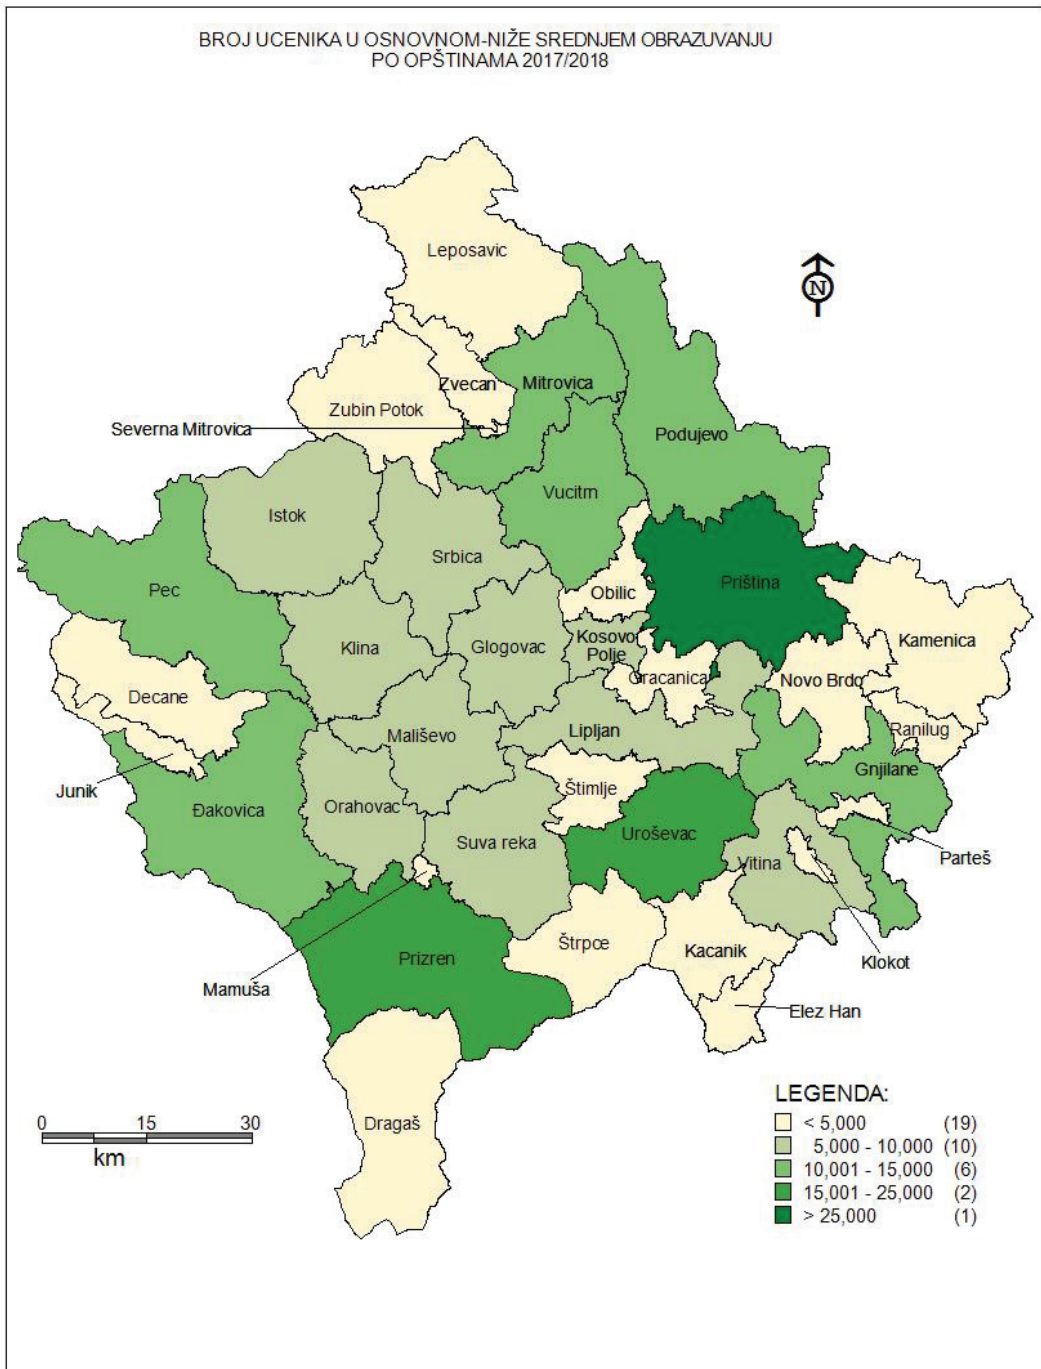 BROJ UCENIKA U OSNOVNOM-NIŽE SREDNJEM OBRAZUVANJU
PO OPŠTINAMA 2017/2018
Leposavic
N
Zvecan
Mitrovica
Zubin Potok
Severna Mitrovica
Podujevo
Vucitrn
Istok
Srbica
Priština
Pec
Obilic
Kosovo
Polje
Klina
Glogovac
Kamenica
Gracanica
Novo Brdo
Decane
Ranilug
Lipljan
Mališevo
Gnjilane
Junik
Štimlje
Đakovica
Orahovac
Uroševac
Suva reka
Parteš
Vitina
Štrpce
Kacanik
Prizren
Klokot
Mamuša
Elez Han
Dragaš
0 15 30
km
LEGENDA:
< 5,000 (19)
5,000 - 10,000 (10)
10,001 - 15,000 (6)
15,001 - 25,000 (2)
> 25,000 (1)